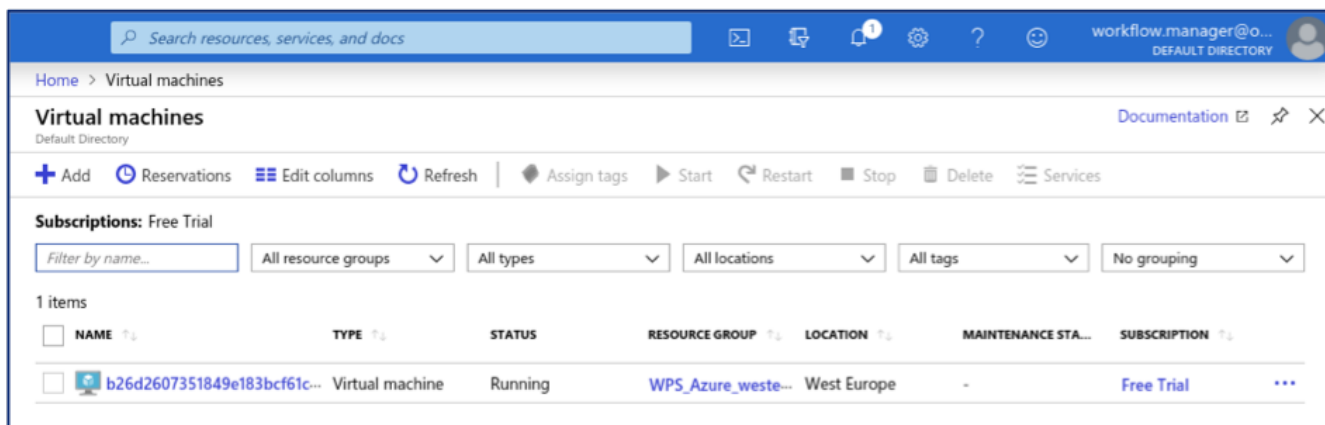 Search resources, services, and docs
1
workflow.manager@o...
DEFAULT DIRECTORY
Home > Virtual machines
Virtual machines
Default Directory
Documentation
Add Reservations Edit columns Refresh Assign tags Start Restart Stop Delete Services
Subscriptions: Free Trial
Filter by name... All resource groups All types All locations All tags No grouping
1 items
NAME TYPE STATUS RESOURCE GROUP LOCATION MAINTENANCE STA... SUBSCRIPTION
b26d2607351849e183bcf61c... Virtual machine Running WPS_Azure_weste... West Europe - Free Trial ...